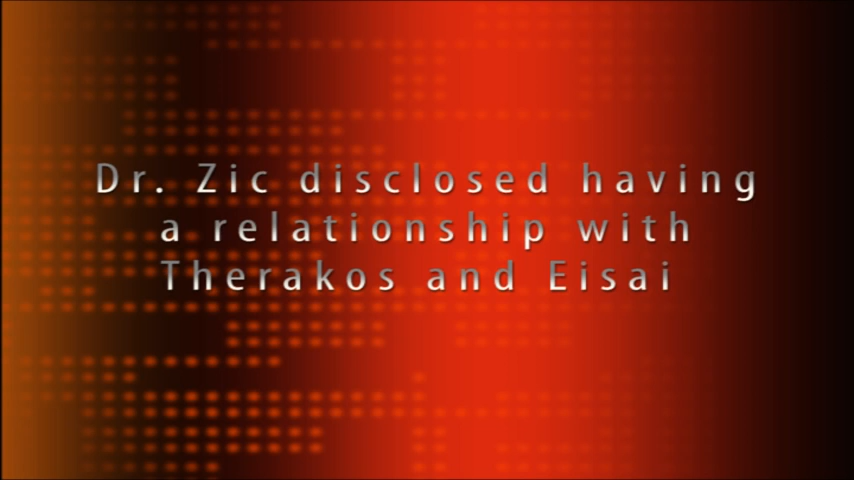 Dr. Zic disclosed having
a relationship with
Therakos and Eisai